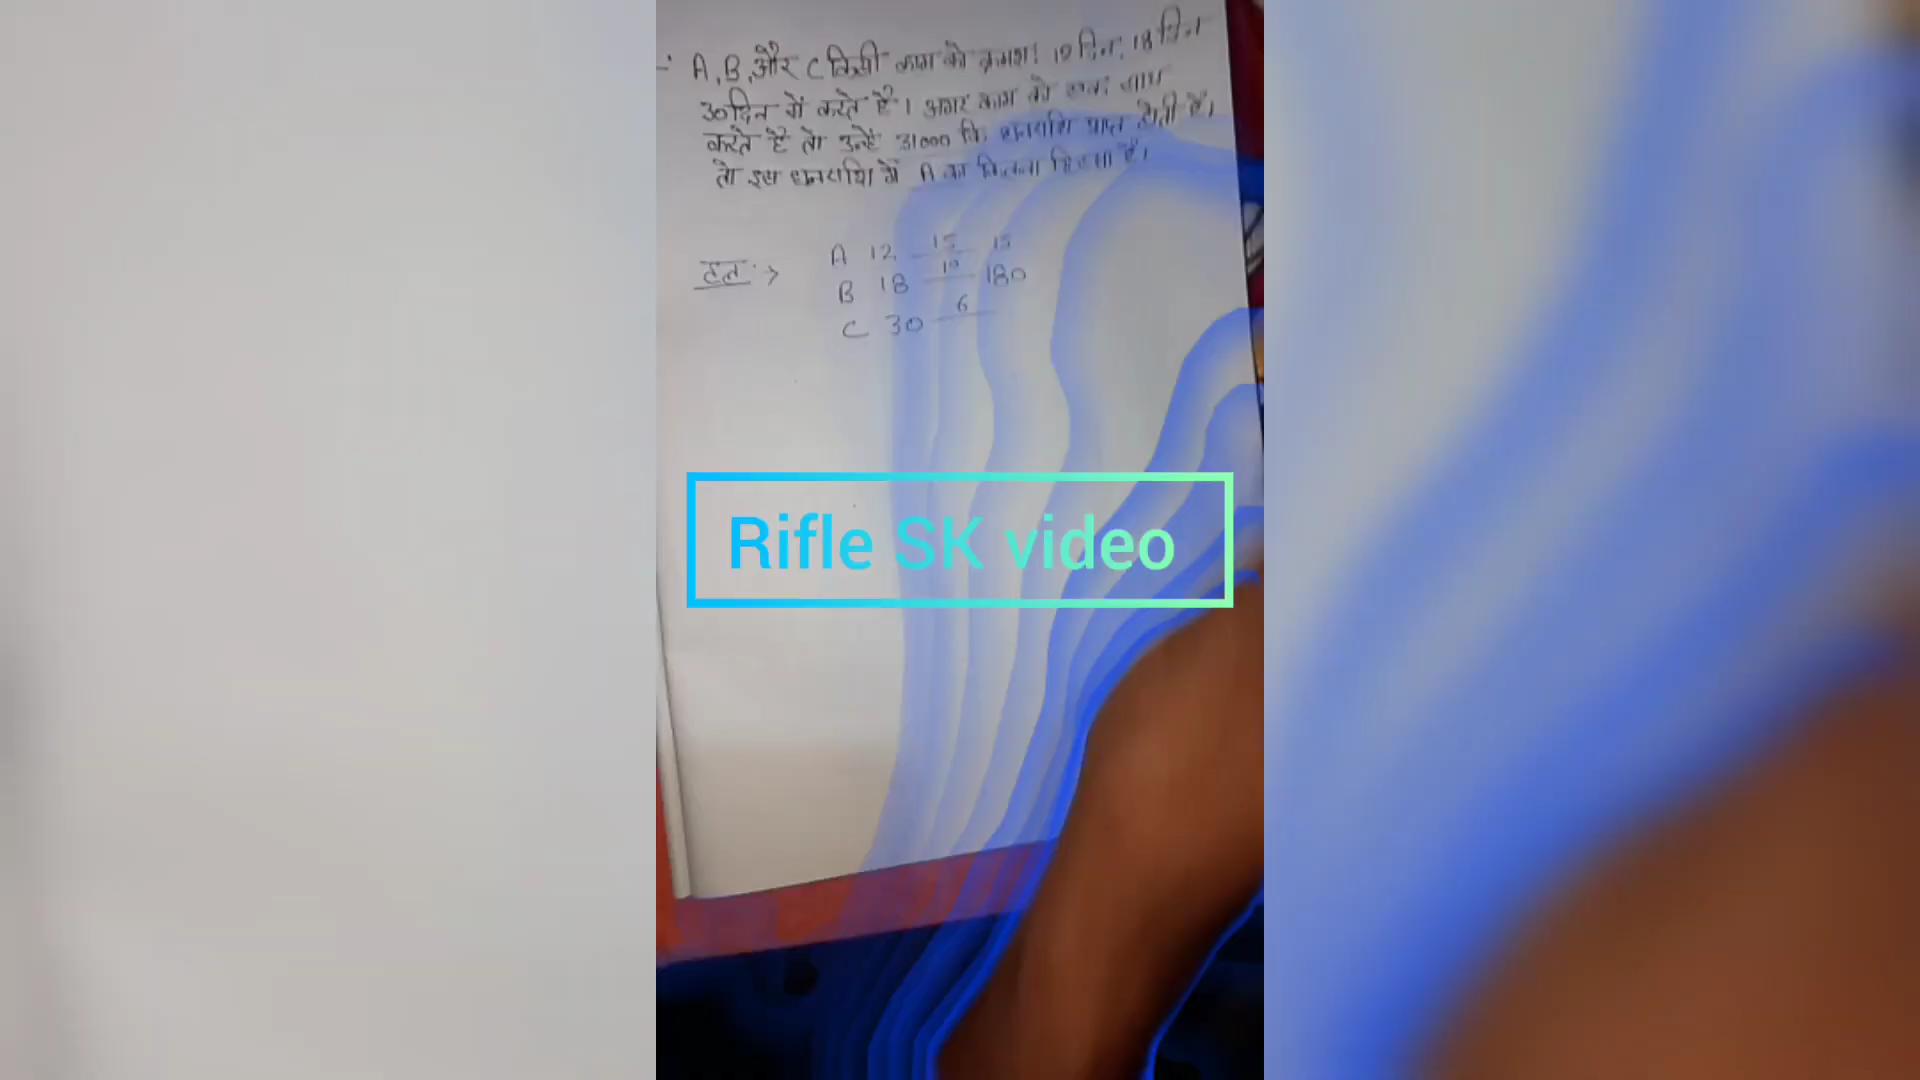 A, B, और C किसी काम को क्रमश: 12 दिन, 18 दिन
30 दिन में करते है। अगर काम को एक साथ
करते है तो उन्हें 31000 कि धनराशि प्राप्त होती है।
तो इस धनराशि में A का कितना हिस्सा है।
हल :->
A 12 15 15
B 18 10 180
C 30 6
Rifle SK video